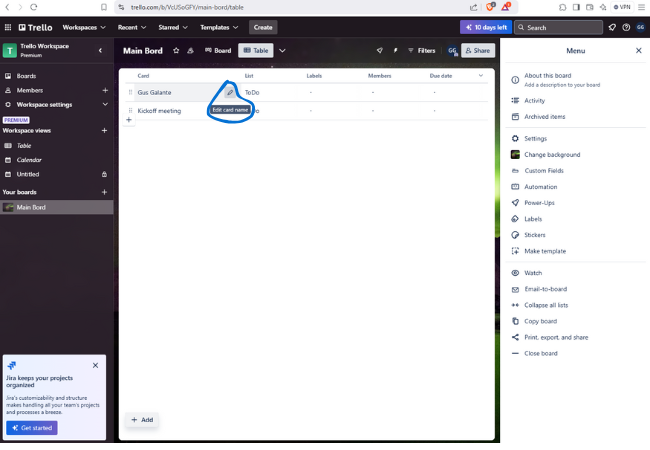 trello.com/b/VcJSoGFY/main-bord/table
VPN
Trello Workspaces Recent Starred Templates Create 10 days left Search GG
T Trello Workspace
Premium
Main Bord Board Table Filters GG Share
Menu
Boards
Members
Workspace settings
PREMIUM
Workspace views
Table
Calendar
Untitled
Your boards
Main Bord
Jira keeps your projects
organized
Jira's customizability and structure
makes handling all your team's projects
and processes a breeze.
Get started
Card List Labels Members Due date
Gus Galante ToDo
Edit card name
Kickoff meeting
+ Add
About this board
Add a description to your board
Activity
Archived items
Settings
Change background
Custom Fields
Automation
Power-Ups
Labels
Stickers
Make template
Watch
Email-to-board
Collapse all lists
Copy board
Print, export, and share
Close board